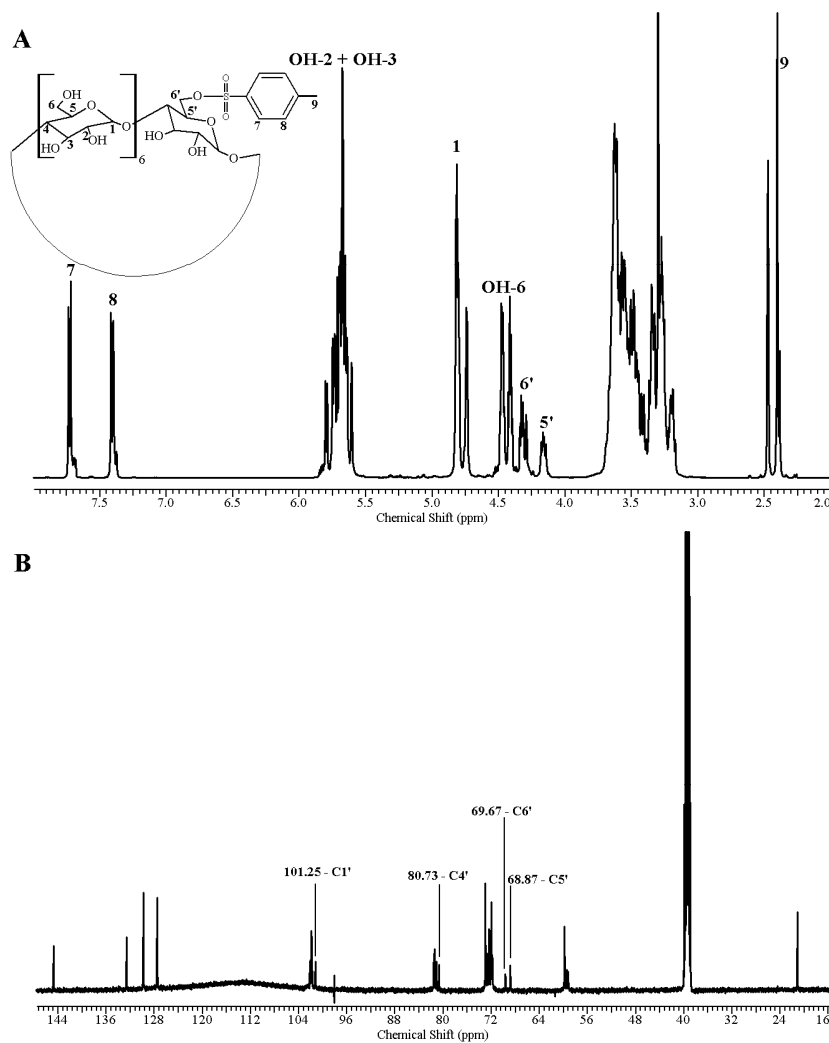 A
OH-2 + OH-3
O
6'
O
9
OH
O
S
6
5
5'
9
O
O
O
7
8
1
4
1
O
HO
2
OH
HO
3
6
OH
O
OH-6
7
8
6'
5'
7.5
7.0
6.5
6.0
5.5
5.0
4.5
4.0
3.5
3.0
2.5
2.0
Chemical Shift (ppm)
B
69.67 - C6'
101.25 - C1'
80.73 - C4'
68.87 - C5'
144
136
128
120
112
104
96
88
80
72
64
56
48
40
32
24
16
Chemical Shift (ppm)